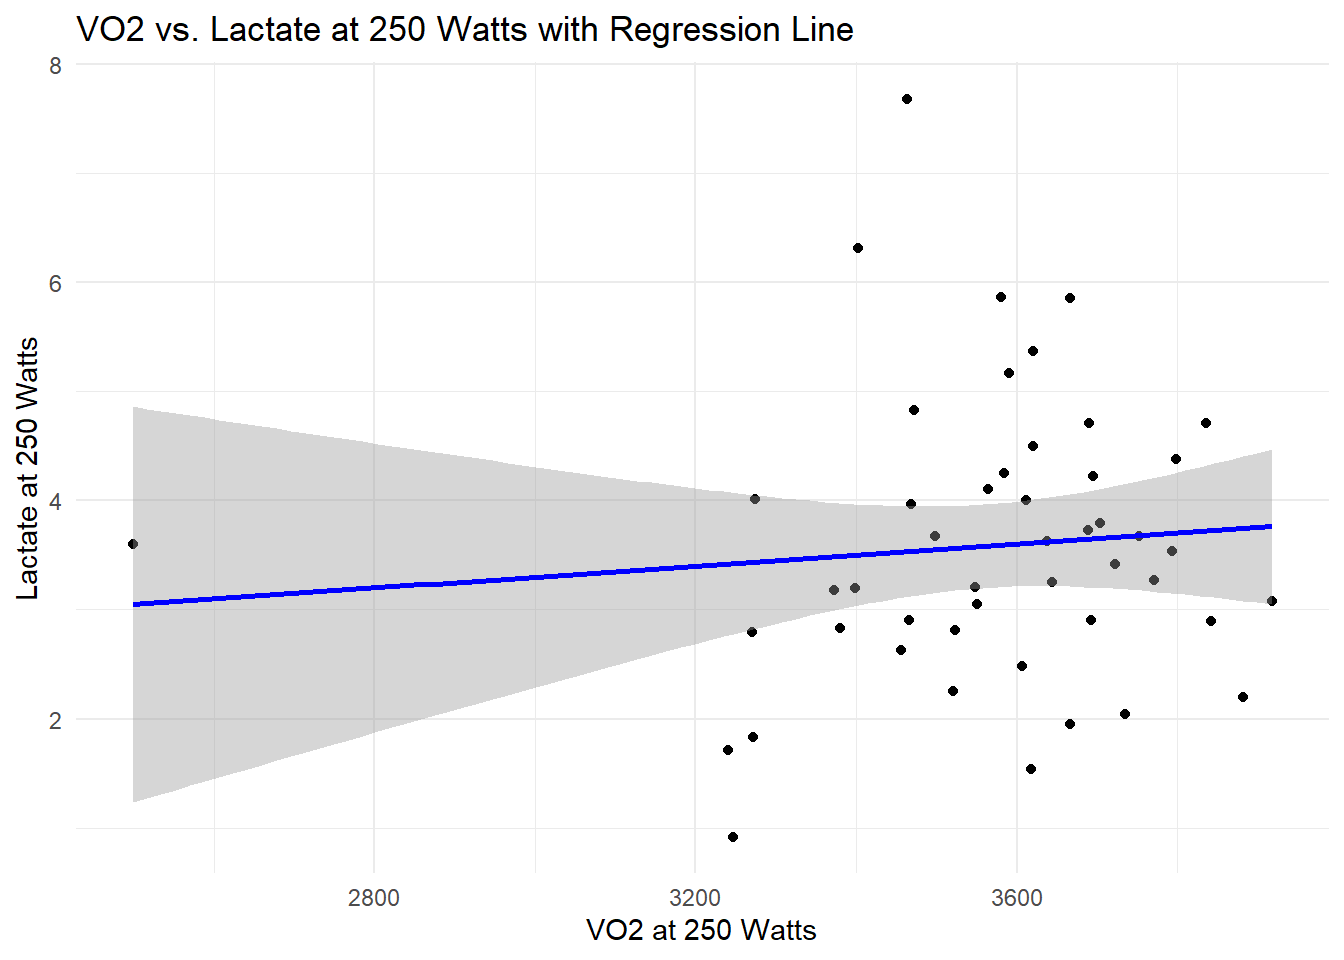 VO2 vs. Lactate at 250 Watts with Regression Line
8
6
4
2
Lactate at 250 Watts
2800 3200 3600
VO2 at 250 Watts